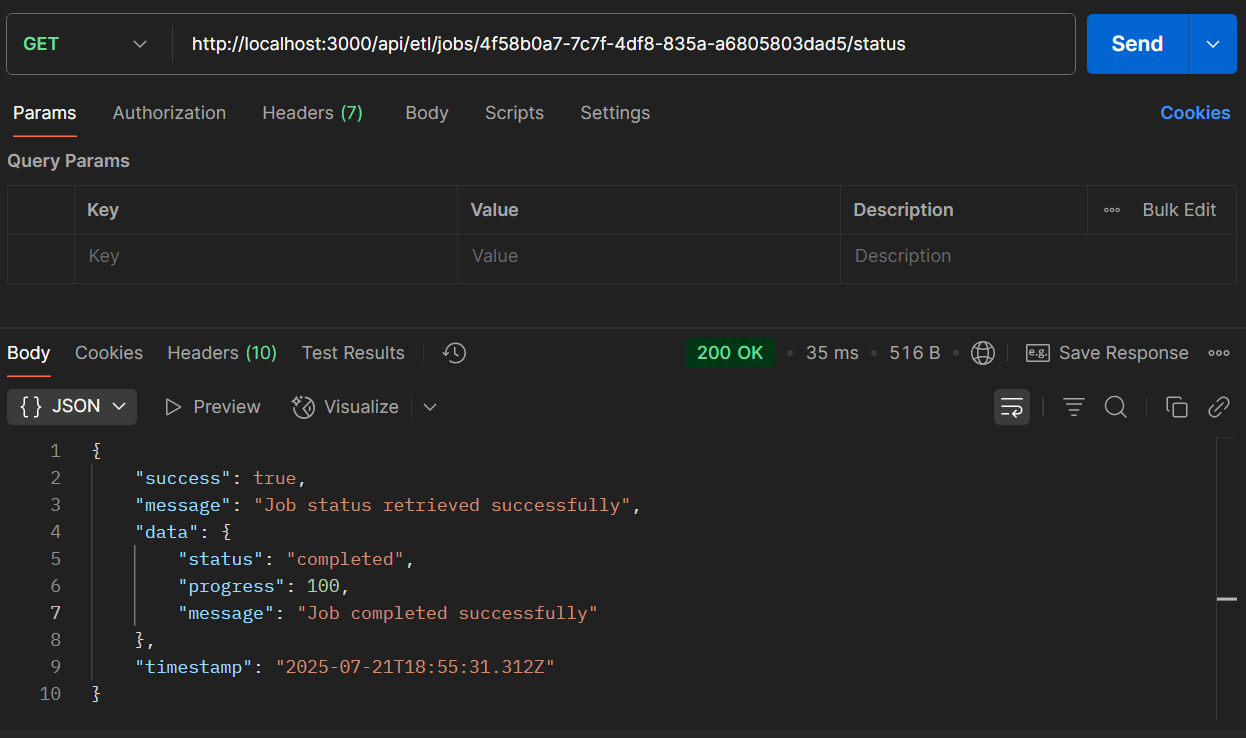 GET http://localhost:3000/api/etl/jobs/4f58b0a7-7c7f-4df8-835a-a6805803dad5/status Send
Params Authorization Headers (7) Body Scripts Settings Cookies
Query Params
Key Value Description Bulk Edit
Key Value Description
Body Cookies Headers (10) Test Results 200 OK • 35 ms • 516 B • e.g. Save Response
{} JSON Preview Visualize
1 {
2 "success": true,
3 "message": "Job status retrieved successfully",
4 "data": {
5 "status": "completed",
6 "progress": 100,
7 "message": "Job completed successfully"
8 },
9 "timestamp": "2025-07-21T18:55:31.312Z"
10 }